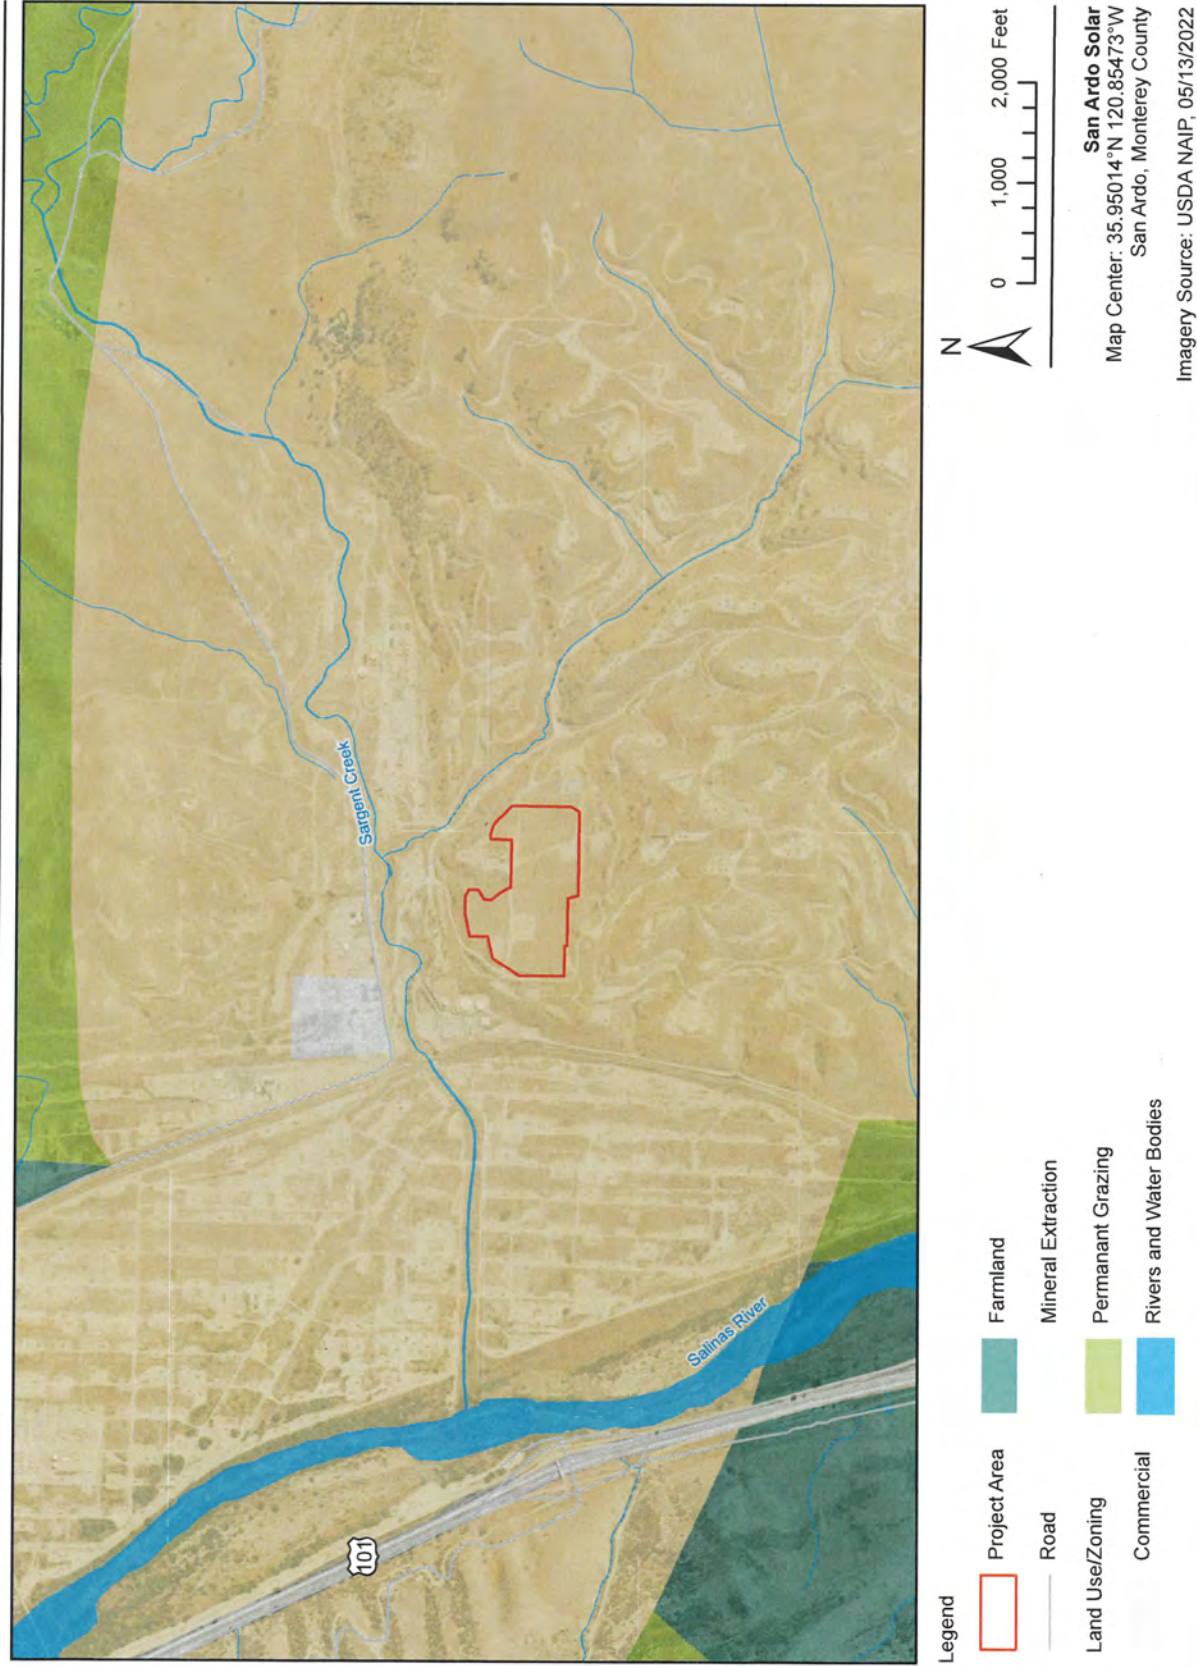 Sargent Creek
Salinas River
101
Legend
Project Area
Road
Land Use/Zoning
Commercial
Farmland
Mineral Extraction
Permanant Grazing
Rivers and Water Bodies
N
0 1,000 2,000 Feet
San Ardo Solar
Map Center: 35.95014°N 120.85473°W
San Ardo, Monterey County
Imagery Source: USDA NAIP, 05/13/2022